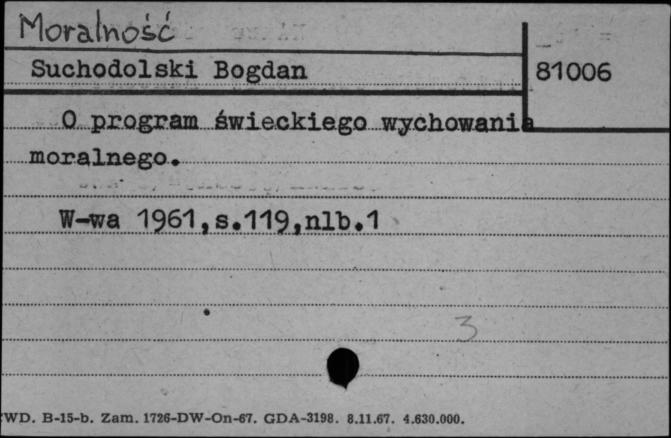 Moralność
Suchodolski Bogdan
81006
O program świeckiego wychowania
moralnego.
W-wa 1961,s.119,nlb.1
3
WD. B-15-b. Zam. 1726-DW-On-67. GDA-3198. 8.11.67. 4.630.000.